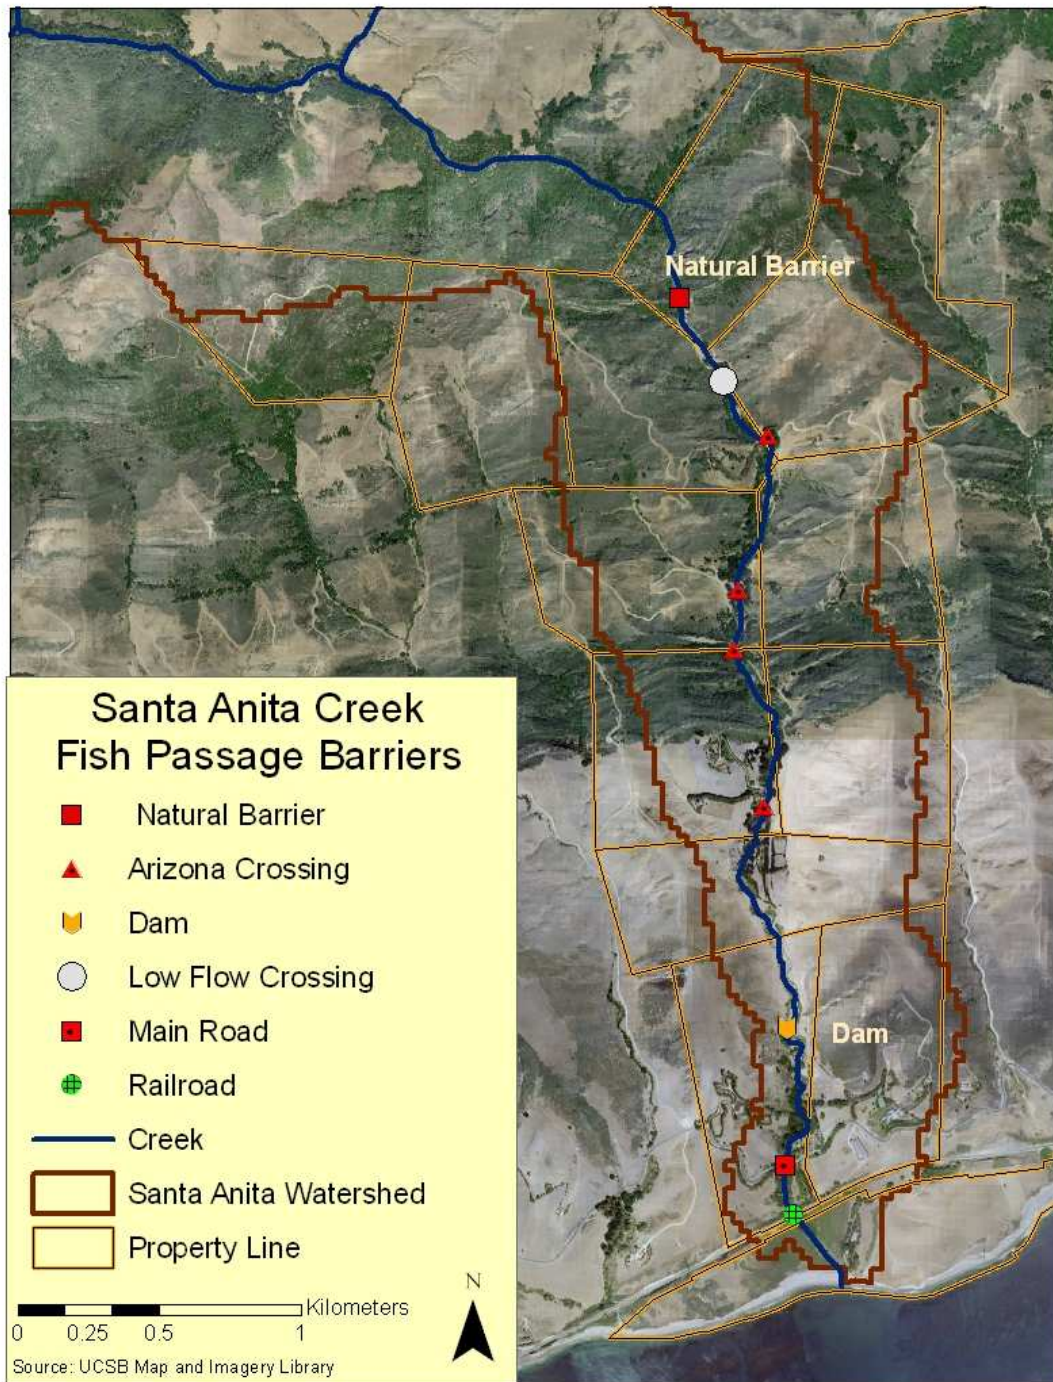 Natural Barrier
Dam
Santa Anita Creek
Fish Passage Barriers
Natural Barrier
Arizona Crossing
Dam
Low Flow Crossing
Main Road
Railroad
Creek
Santa Anita Watershed
Property Line
N
Kilometers
0 0.25 0.5 1
Source: UCSB Map and Imagery Library